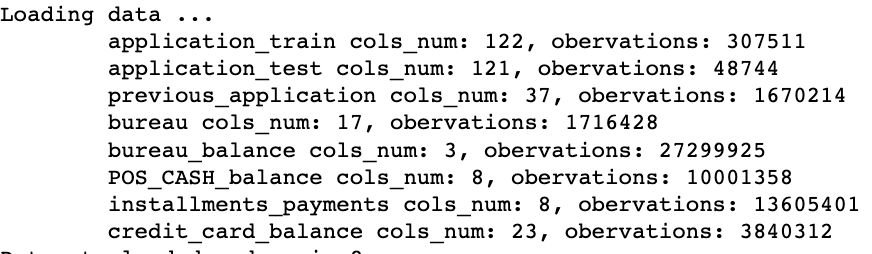 Loading data ...
application_train cols_num: 122, obervations: 307511
application_test cols_num: 121, obervations: 48744
previous_application cols_num: 37, obervations: 1670214
bureau cols_num: 17, obervations: 1716428
bureau_balance cols_num: 3, obervations: 27299925
POS_CASH_balance cols_num: 8, obervations: 10001358
installments_payments cols_num: 8, obervations: 13605401
credit_card_balance cols_num: 23, obervations: 3840312